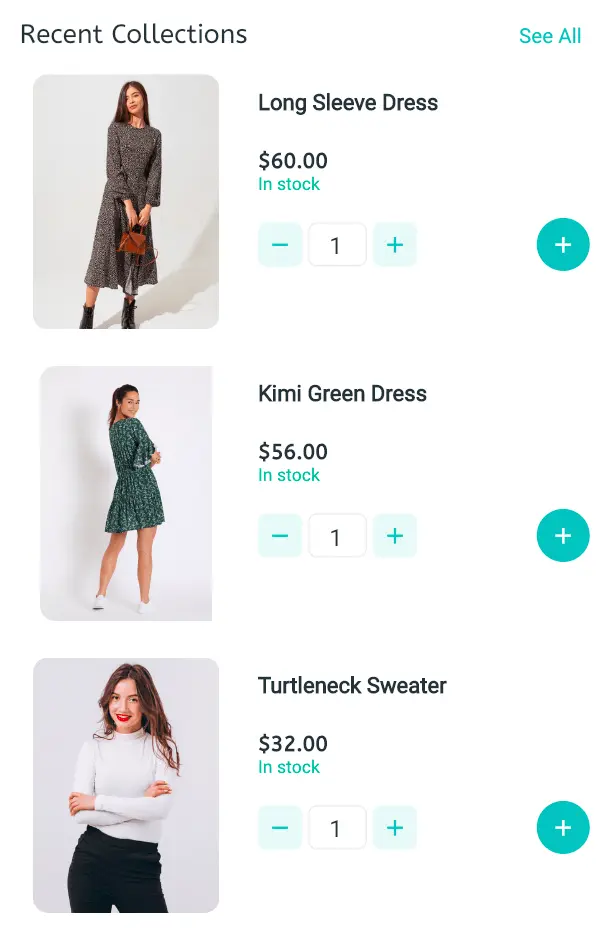 Recent Collections
See All
Long Sleeve Dress
$60.00
In stock
− 1 +
+
Kimi Green Dress
$56.00
In stock
− 1 +
+
Turtleneck Sweater
$32.00
In stock
− 1 +
+